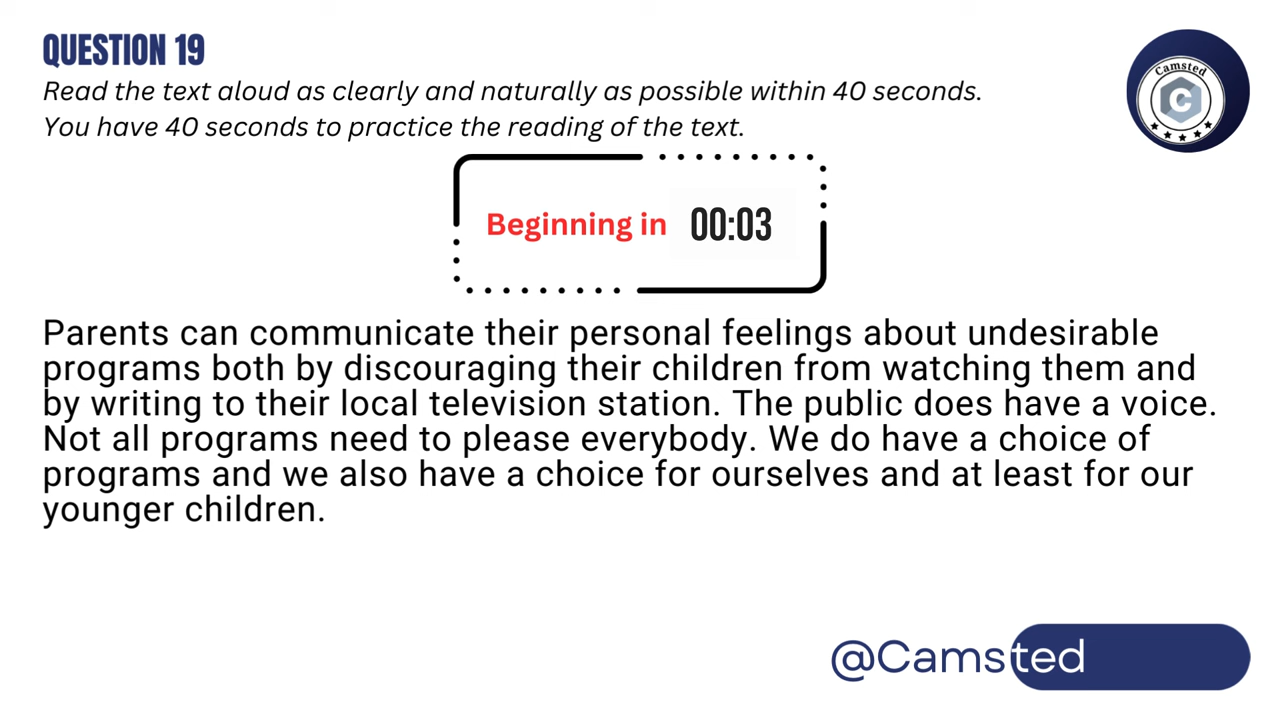 QUESTION 19
Read the text aloud as clearly and naturally as possible within 40 seconds.
You have 40 seconds to practice the reading of the text.
Camsted
C
Beginning in 00:03
Parents can communicate their personal feelings about undesirable
programs both by discouraging their children from watching them and
by writing to their local television station. The public does have a voice.
Not all programs need to please everybody. We do have a choice of
programs and we also have a choice for ourselves and at least for our
younger children.
@Camsted